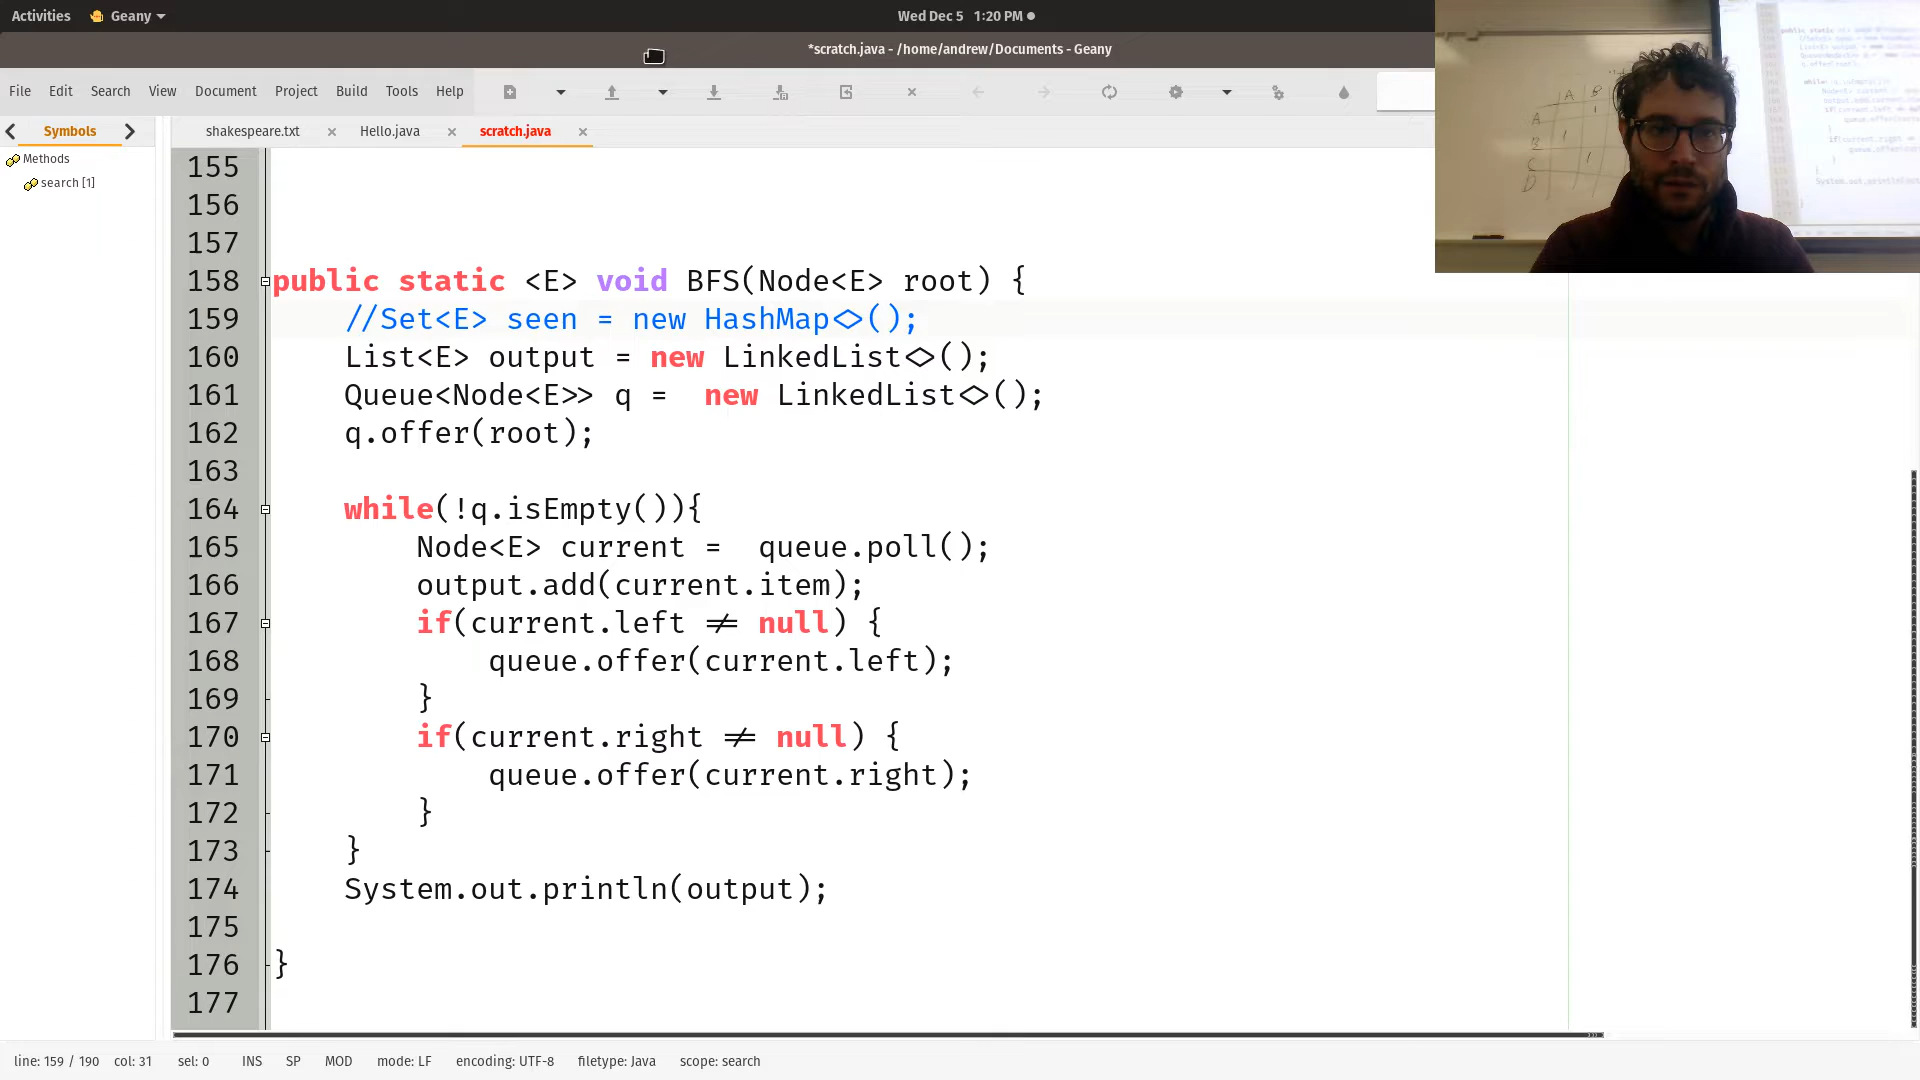 Activities Geany Wed Dec 5 1:20 PM
*scratch.java - /home/andrew/Documents - Geany
File Edit Search View Document Project Build Tools Help
Symbols shakespeare.txt Hello.java scratch.java
Methods
search [1]
155
156
157
158 public static <E> void BFS(Node<E> root) {
159 //Set<E> seen = new HashMap<>();
160 List<E> output = new LinkedList<>();
161 Queue<Node<E>> q =  new LinkedList<>();
162 q.offer(root);
163
164 while(!q.isEmpty()){
165 Node<E> current =  queue.poll();
166 output.add(current.item);
167 if(current.left != null) {
168 queue.offer(current.left);
169 }
170 if(current.right != null) {
171 queue.offer(current.right);
172 }
173 }
174 System.out.println(output);
175
176 }
177
A B
1
A
B 1
C 1
D
line: 159 / 190 col: 31 sel: 0 INS SP MOD mode: LF encoding: UTF-8 filetype: Java scope: search